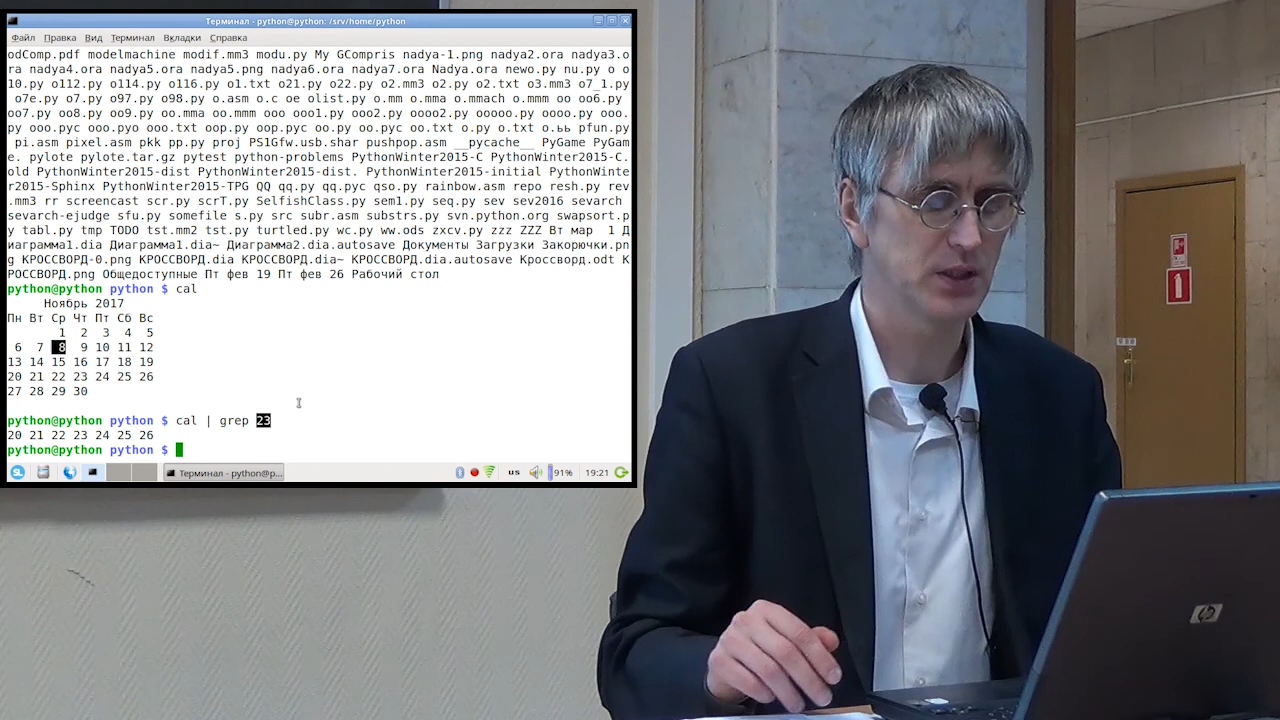 Терминал - python@python: /srv/home/python
Файл Правка Вид Терминал Вкладки Справка
odComp.pdf modelmachine modif.mm3 modu.py My GCompris nadya-1.png nadya2.ora nadya3.o
ra nadya4.ora nadya5.ora nadya5.png nadya6.ora nadya7.ora Nadya.ora newo.py nu.py o o
10.py o112.py o114.py o116.py o1.txt o21.py o22.py o2.mm3 o2.py o2.txt o3.mm3 o7_1.py
o7e.py o7.py o97.py o98.py o.asm o.c oe olist.py o.mm o.mma o.mmach o.mmm oo oo6.py
oo7.py oo8.py oo9.py oo.mma oo.mmm ooo ooo1.py ooo2.py oooo2.py ooooo.py oooo.py ooo.
py ooo.pyc ooo.pyo ooo.txt oop.py oop.pyc oo.py oo.pyc oo.txt o.py o.txt o.ьь pfun.py
pi.asm pixel.asm pkk pp.py proj PS1Gfw.usb.shar pushpop.asm __pycache__ PyGame PyGam
e. pylote pylote.tar.gz pytest python-problems PythonWinter2015-C PythonWinter2015-C.
old PythonWinter2015-dist PythonWinter2015-dist. PythonWinter2015-initial PythonWinte
r2015-Sphinx PythonWinter2015-TPG QQ qq.py qq.pyc qso.py rainbow.asm repo resh.py rev
.mm3 rr screencast scr.py scrT.py SelfishClass.py sem1.py seq.py sev sev2016 sevarch
sevarch-ejudge sfu.py somefile s.py src subr.asm substrs.py svn.python.org swapsort.p
y tabl.py tmp TODO tst.mm2 tst.py turtled.py wc.py ww.ods zxcv.py zzz ZZZ Вт мар  1 Д
иаграмма1.dia Диаграмма1.dia~ Диаграмма2.dia.autosave Документы Загрузки Закорючки.pn
g КРОССВОРД-0.png КРОССВОРД.dia КРОССВОРД.dia~ КРОССВОРД.dia.autosave Кроссворд.odt К
РОССВОРД.png Общедоступные Пт фев 19 Пт фев 26 Рабочий стол
python@python python $ cal
Ноябрь 2017
Пн Вт Ср Чт Пт Сб Вс
1 2 3 4 5
6 7 8 9 10 11 12
13 14 15 16 17 18 19
20 21 22 23 24 25 26
27 28 29 30
python@python python $ cal | grep 23
20 21 22 23 24 25 26
python@python python $
Терминал - python@p...
us
91%
19:21
hp